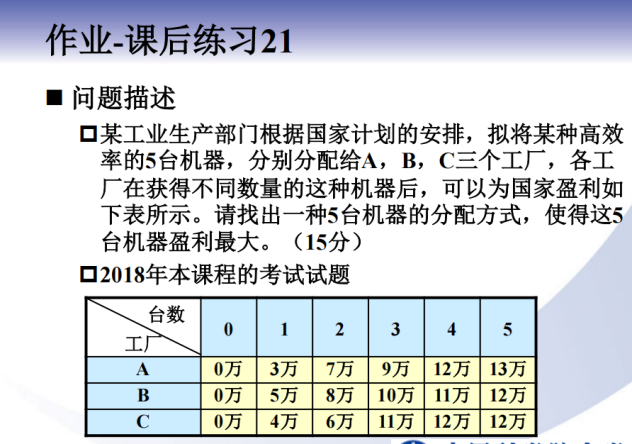 作业-课后练习21
问题描述
某工业生产部门根据国家计划的安排，拟将某种高效
率的5台机器，分别分配给A，B，C三个工厂，各工
厂在获得不同数量的这种机器后，可以为国家盈利如
下表所示。请找出一种5台机器的分配方式，使得这5
台机器盈利最大。（15分）
2018年本课程的考试试题
台数
工厂
0 1 2 3 4 5
A 0万 3万 7万 9万 12万 13万
B 0万 5万 8万 10万 11万 12万
C 0万 4万 6万 11万 12万 12万